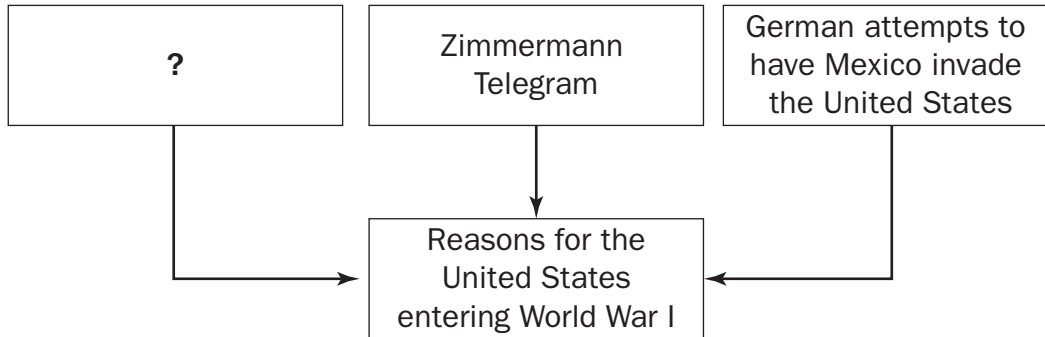 ?
Zimmermann
Telegram
German attempts to
have Mexico invade
the United States
Reasons for the
United States
entering World War I